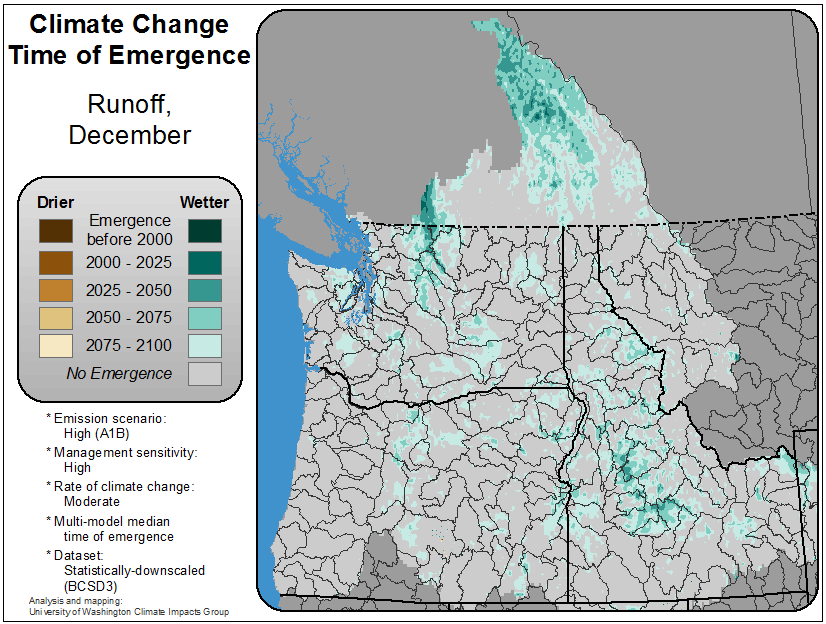 Climate Change
Time of Emergence
Runoff,
December
Drier Wetter
Emergence
before 2000
2000 - 2025
2025 - 2050
2050 - 2075
2075 - 2100
No Emergence
* Emission scenario:
High (A1B)
* Management sensitivity:
High
* Rate of climate change:
Moderate
* Multi-model median
time of emergence
* Dataset:
Statistically-downscaled
(BCSD3)
Analysis and mapping:
University of Washington Climate Impacts Group